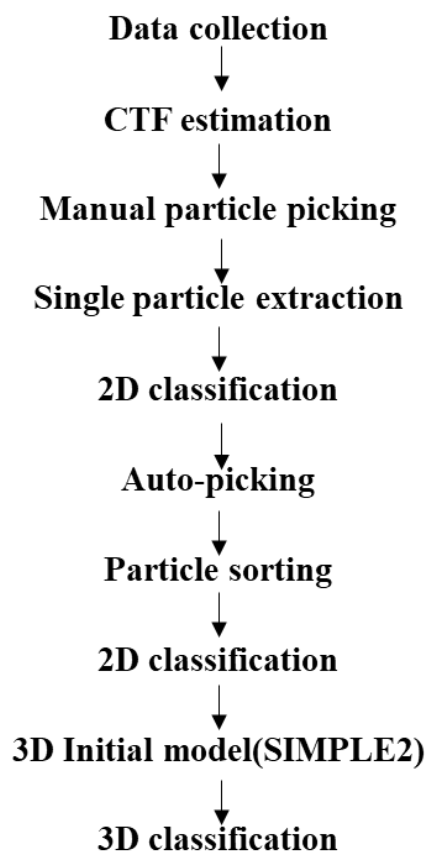 Data collection
CTF estimation
Manual particle picking
Single particle extraction
2D classification
Auto-picking
Particle sorting
2D classification
3D Initial model(SIMPLE2)
3D classification